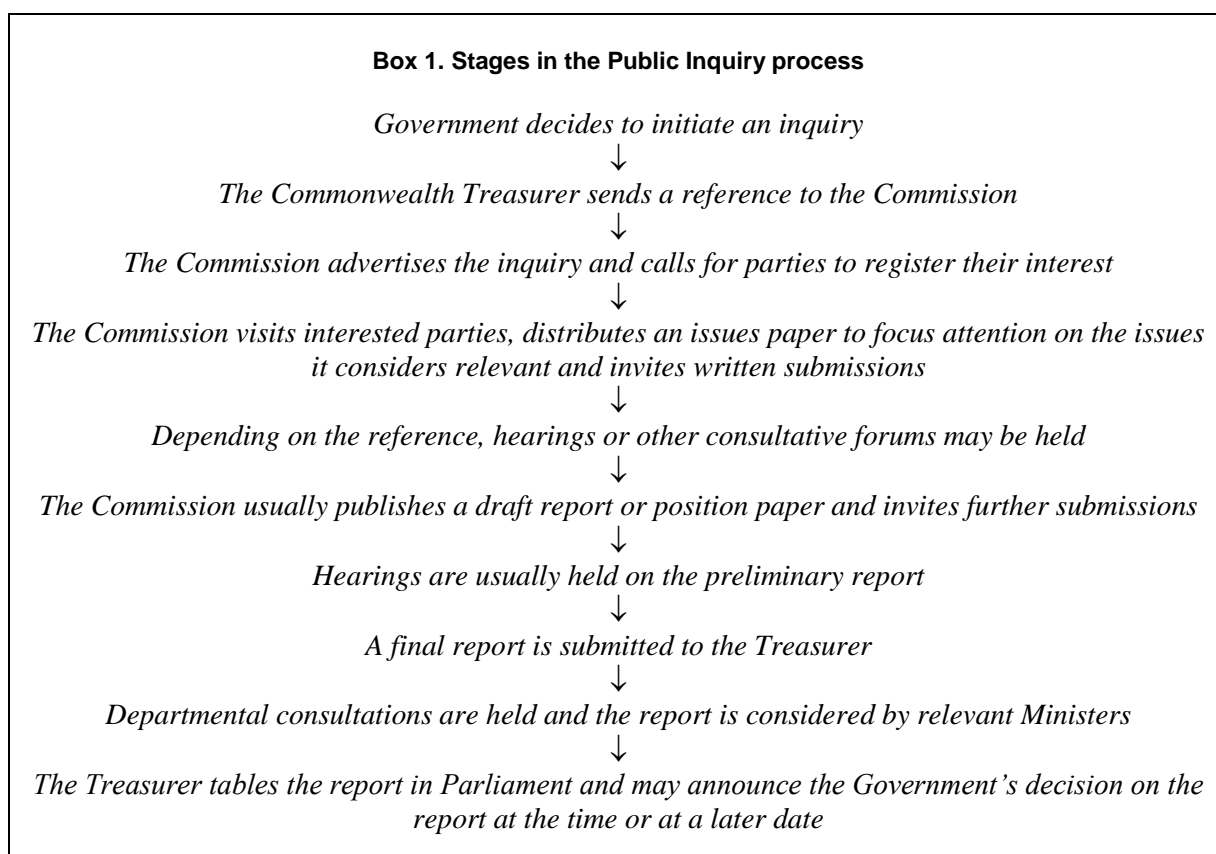 Box 1. Stages in the Public Inquiry process
Government decides to initiate an inquiry
↓
The Commonwealth Treasurer sends a reference to the Commission
↓
The Commission advertises the inquiry and calls for parties to register their interest
↓
The Commission visits interested parties, distributes an issues paper to focus attention on the issues
it considers relevant and invites written submissions
↓
Depending on the reference, hearings or other consultative forums may be held
↓
The Commission usually publishes a draft report or position paper and invites further submissions
↓
Hearings are usually held on the preliminary report
↓
A final report is submitted to the Treasurer
↓
Departmental consultations are held and the report is considered by relevant Ministers
↓
The Treasurer tables the report in Parliament and may announce the Government’s decision on the
report at the time or at a later date